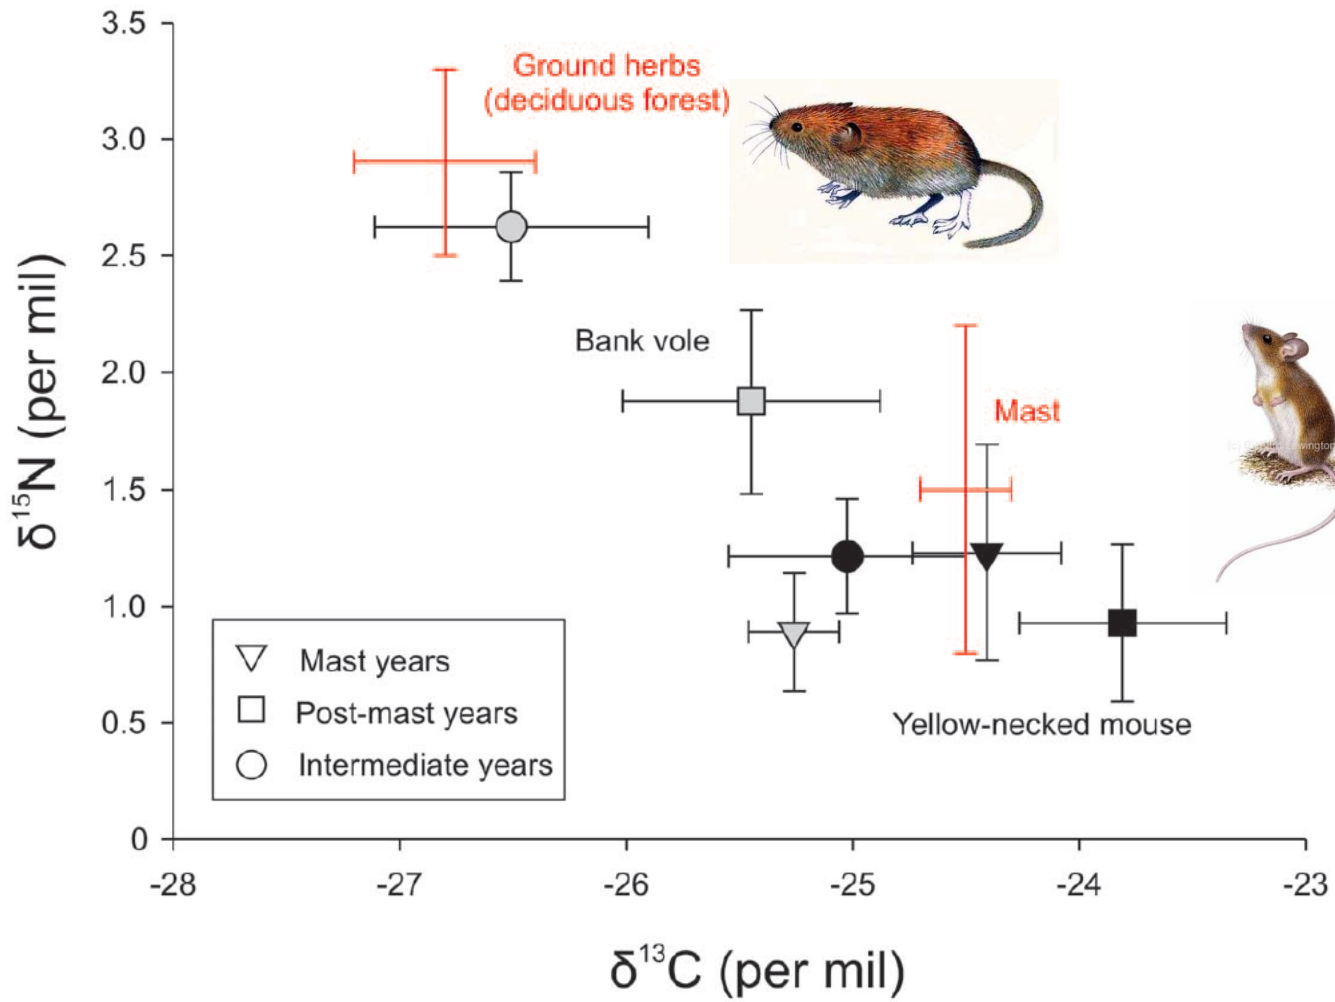 3.5
3.0
2.5
2.0
1.5
1.0
0.5
0
δ¹⁵N (per mil)
Ground herbs
(deciduous forest)
Bank vole
Mast
Yellow-necked mouse
Mast years
Post-mast years
Intermediate years
-28 -27 -26 -25 -24 -23
δ¹³C (per mil)